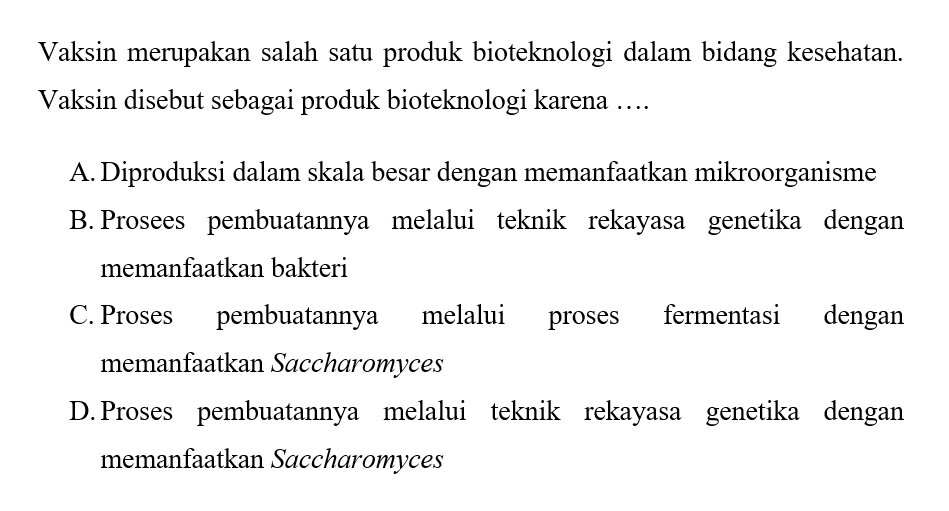 Vaksin merupakan salah satu produk bioteknologi dalam bidang kesehatan.
Vaksin disebut sebagai produk bioteknologi karena ….
A. Diproduksi dalam skala besar dengan memanfaatkan mikroorganisme
B. Prosees pembuatannya melalui teknik rekayasa genetika dengan
memanfaatkan bakteri
C. Proses pembuatannya melalui proses fermentasi dengan
memanfaatkan Saccharomyces
D. Proses pembuatannya melalui teknik rekayasa genetika dengan
memanfaatkan Saccharomyces